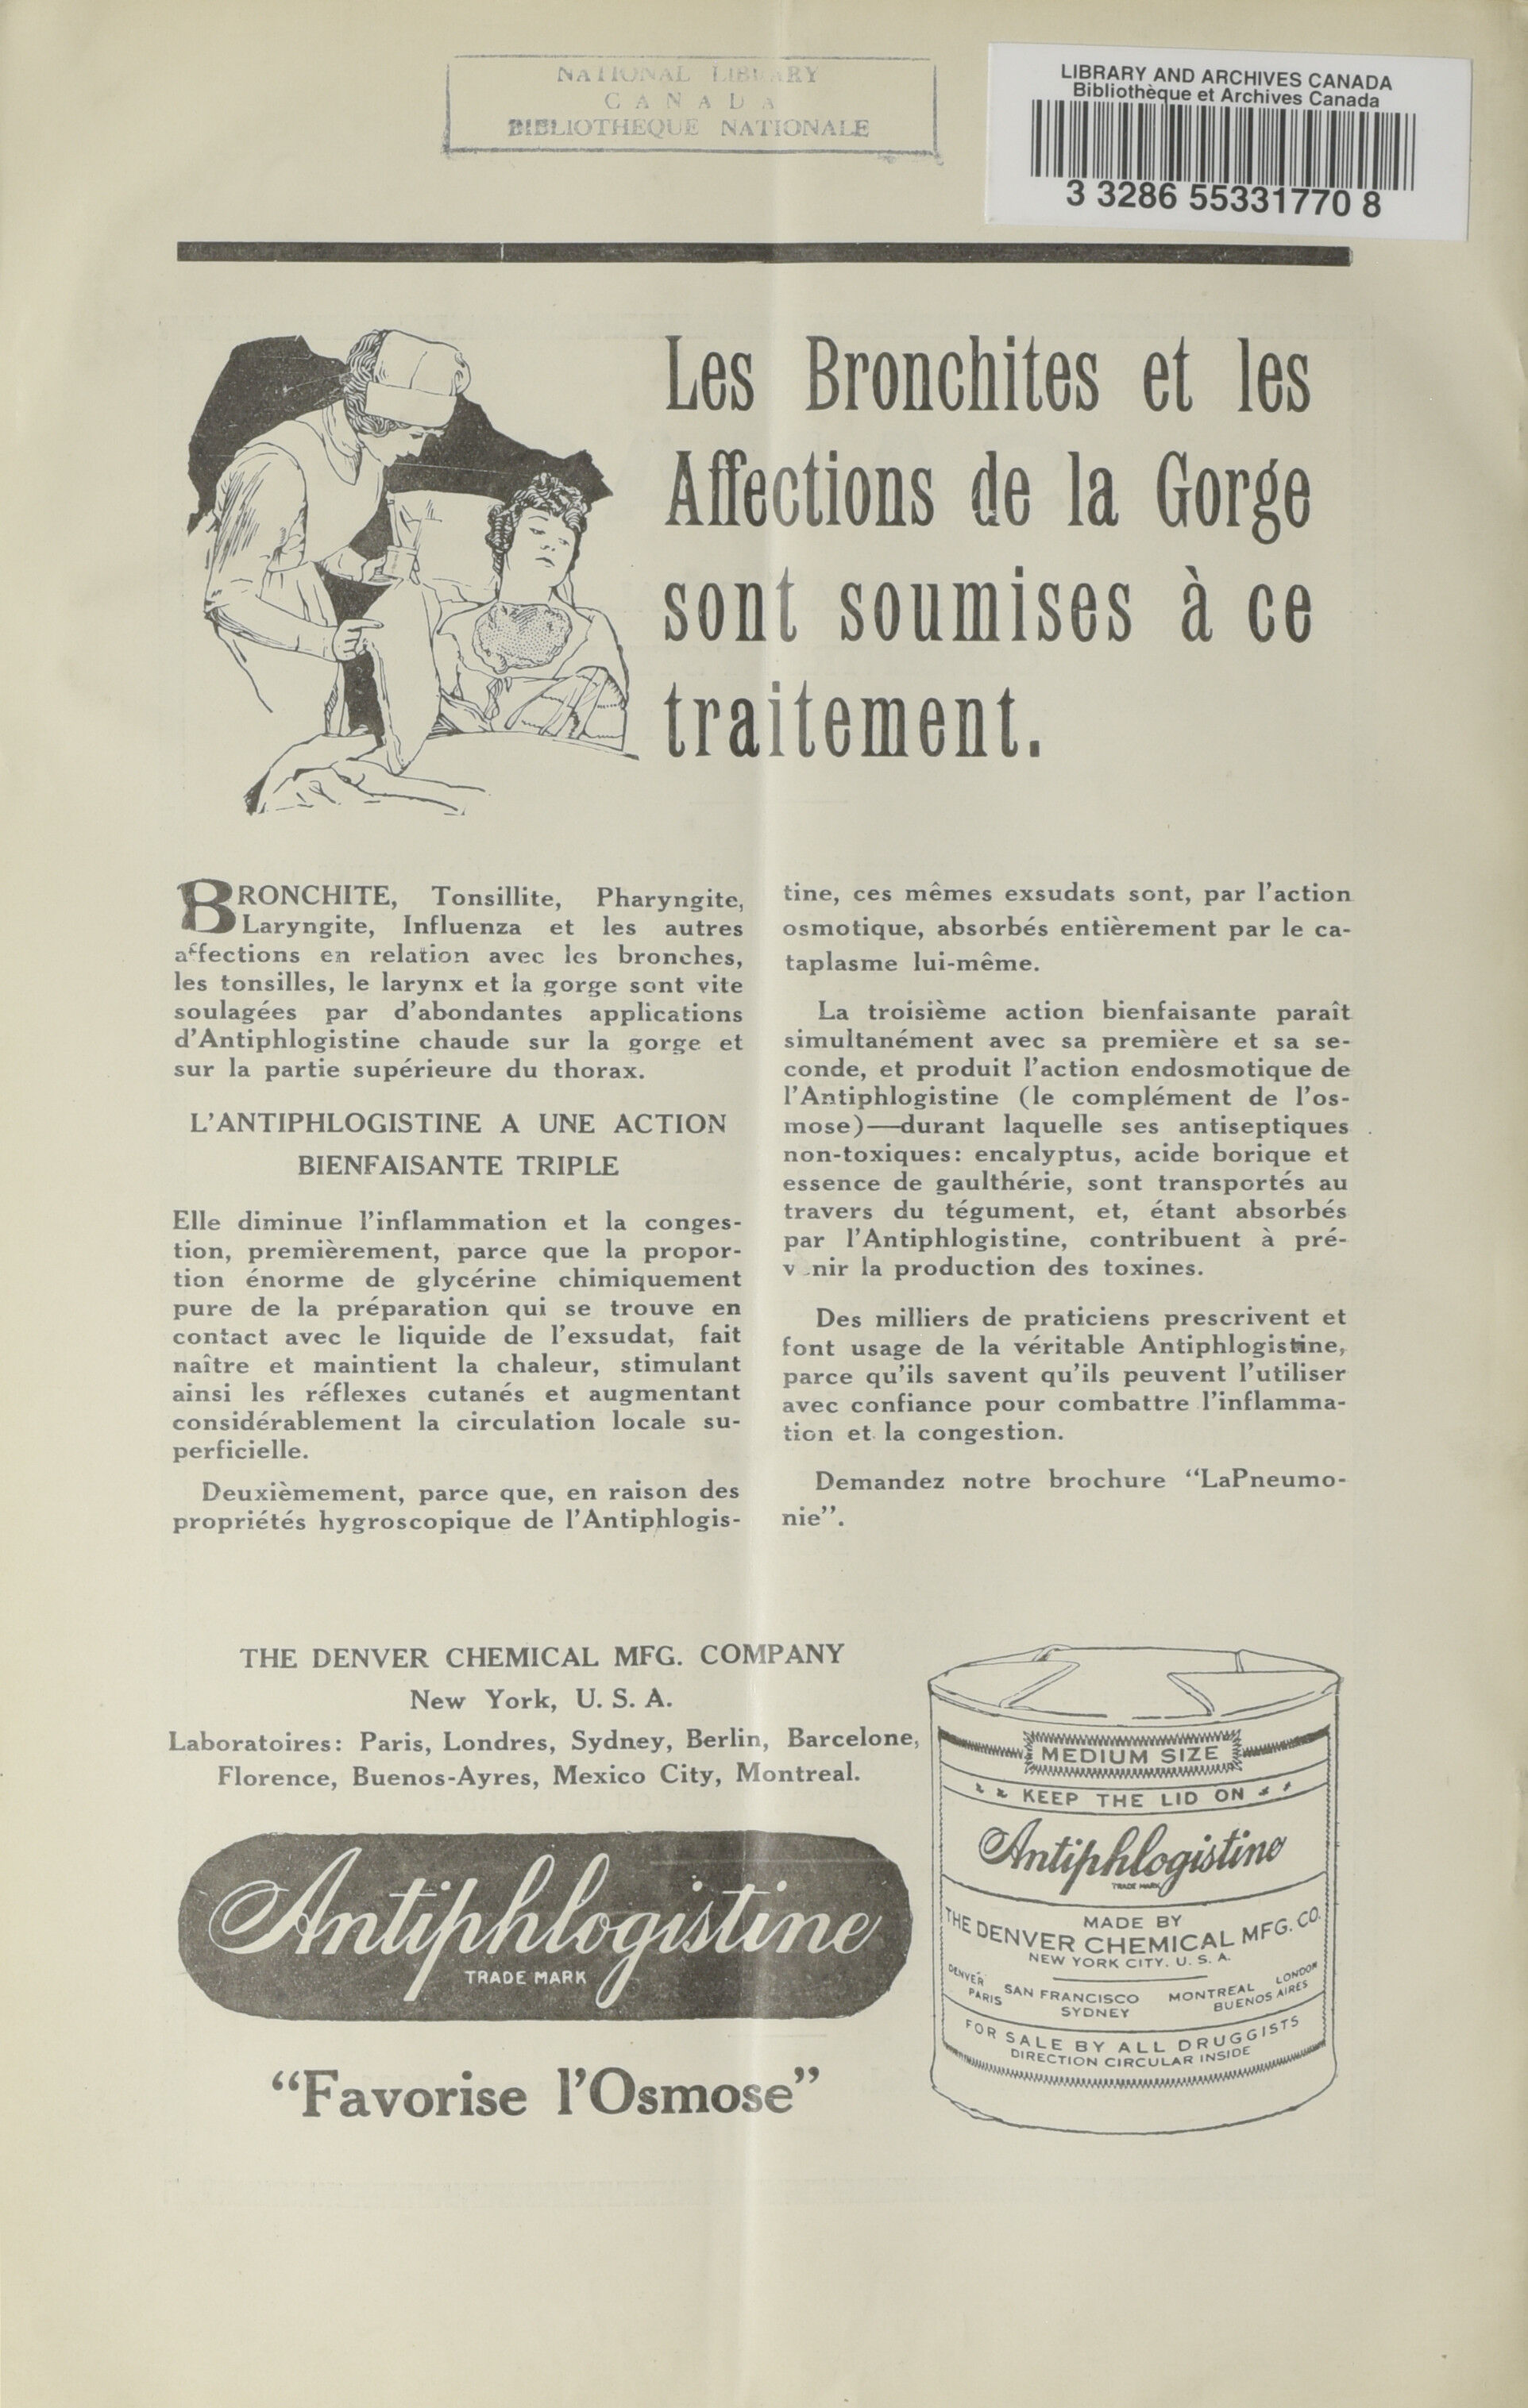 NATIONAL LIBRARY
CANADA
BIBLIOTHEQUE NATIONALE
LIBRARY AND ARCHIVES CANADA
Bibliothèque et Archives Canada
3 3286 55331770 8
Les Bronchites et les
Affections de la Gorge
sont soumises à ce
traitement.
BRONCHITE, Tonsillite, Pharyngite,
Laryngite, Influenza et les autres
affections en relation avec les bronches,
les tonsilles, le larynx et la gorge sont vite
soulagées par d'abondantes applications
d'Antiphlogistine chaude sur la gorge et
sur la partie supérieure du thorax.
L'ANTIPHLOGISTINE A UNE ACTION
BIENFAISANTE TRIPLE
Elle diminue l'inflammation et la conges-
tion, premièrement, parce que la propor-
tion énorme de glycérine chimiquement
pure de la préparation qui se trouve en
contact avec le liquide de l'exsudat, fait
naître et maintient la chaleur, stimulant
ainsi les réflexes cutanés et augmentant
considérablement la circulation locale su-
perficielle.
Deuxièmement, parce que, en raison des
propriétés hygroscopique de l'Antiphlogis-
tine, ces mêmes exsudats sont, par l'action
osmotique, absorbés entièrement par le ca-
taplasme lui-même.
La troisième action bienfaisante paraît
simultanément avec sa première et sa se-
conde, et produit l'action endosmotique de
l'Antiphlogistine (le complément de l'os-
mose)—durant laquelle ses antiseptiques
non-toxiques: encalyptus, acide borique et
essence de gaulthérie, sont transportés au
travers du tégument, et, étant absorbés
par l'Antiphlogistine, contribuent à pré-
venir la production des toxines.
Des milliers de praticiens prescrivent et
font usage de la véritable Antiphlogistine,
parce qu'ils savent qu'ils peuvent l'utiliser
avec confiance pour combattre l'inflamma-
tion et la congestion.
Demandez notre brochure "LaPneumo-
nie".
THE DENVER CHEMICAL MFG. COMPANY
New York, U. S. A.
Laboratoires: Paris, Londres, Sydney, Berlin, Barcelone,
Florence, Buenos-Ayres, Mexico City, Montreal.
Antiphlogistine
TRADE MARK
"Favorise l'Osmose"
MEDIUM SIZE
KEEP THE LID ON
Antiphlogistine
TRADE MARK
MADE BY
THE DENVER CHEMICAL MFG. CO.
NEW YORK CITY. U. S. A.
DENVER SAN FRANCISCO MONTREAL LONDON
PARIS SYDNEY BUENOS AIRES
FOR SALE BY ALL DRUGGISTS
DIRECTION CIRCULAR INSIDE